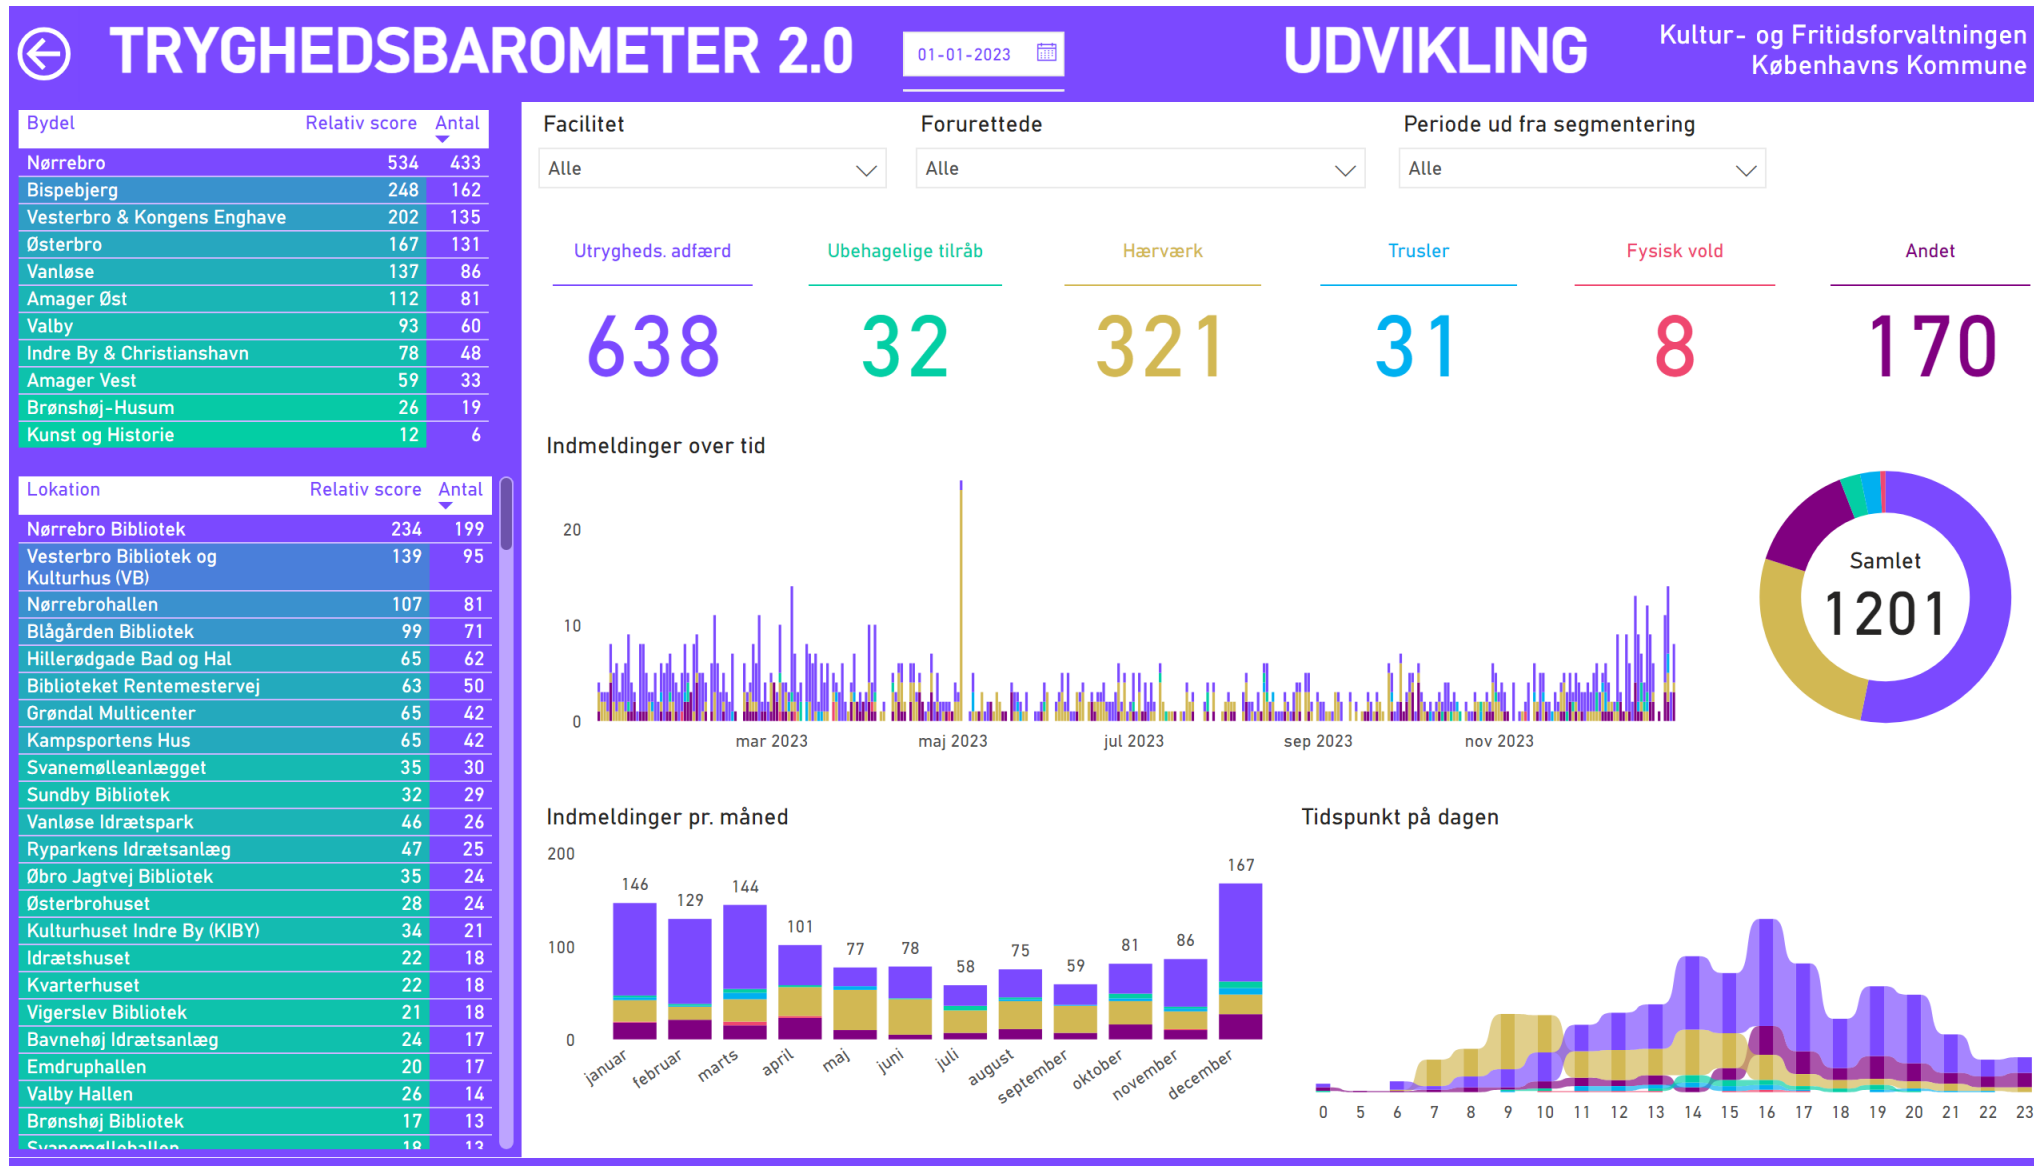 TRYGHEDSBAROMETER 2.0
01-01-2023
UDVIKLING
Kultur- og Fritidsforvaltningen
Københavns Kommune
Bydel Relativ score Antal
Nørrebro 534 433
Bispebjerg 248 162
Vesterbro & Kongens Enghave 202 135
Østerbro 167 131
Vanløse 137 86
Amager Øst 112 81
Valby 93 60
Indre By & Christianshavn 78 48
Amager Vest 59 33
Brønshøj-Husum 26 19
Kunst og Historie 12 6
Lokation Relativ score Antal
Nørrebro Bibliotek 234 199
Vesterbro Bibliotek og 139 95
Kulturhus (VB)
Nørrebrohallen 107 81
Blågården Bibliotek 99 71
Hillerødgade Bad og Hal 65 62
Biblioteket Rentemestervej 63 50
Grøndal Multicenter 65 42
Kampsportens Hus 65 42
Svanemølleanlægget 35 30
Sundby Bibliotek 32 29
Vanløse Idrætspark 46 26
Ryparkens Idrætsanlæg 47 25
Øbro Jagtvej Bibliotek 35 24
Østerbrohuset 28 24
Kulturhuset Indre By (KIBY) 34 21
Idrætshuset 22 18
Kvarterhuset 22 18
Vigerslev Bibliotek 21 18
Bavnehøj Idrætsanlæg 24 17
Emdruphallen 20 17
Valby Hallen 26 14
Brønshøj Bibliotek 17 13
Svanemøllehallen 18 13
Facilitet Forurettede Periode ud fra segmentering
Alle Alle Alle
Utrygheds. adfærd Ubehagelige tilråb Hærværk Trusler Fysisk vold Andet
638 32 321 31 8 170
Indmeldinger over tid
20
10
0
mar 2023 maj 2023 jul 2023 sep 2023 nov 2023
Samlet
1201
Indmeldinger pr. måned
200
100
0
146 129 144 101 77 78 58 75 59 81 86 167
januar februar marts april maj juni juli august september oktober november december
Tidspunkt på dagen
0 5 6 7 8 9 10 11 12 13 14 15 16 17 18 19 20 21 22 23